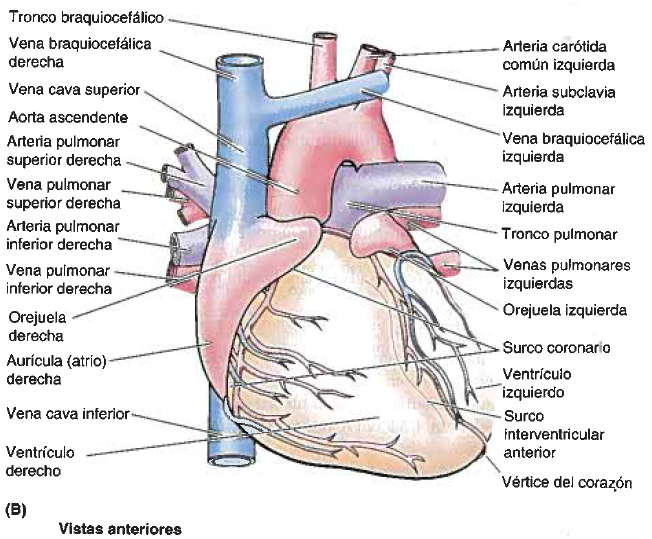 Tronco braquiocefálico
Vena braquiocefálica
derecha
Vena cava superior
Aorta ascendente
Arteria pulmonar
superior derecha
Vena pulmonar
superior derecha
Arteria pulmonar
inferior derecha
Vena pulmonar
inferior derecha
Orejuela
derecha
Aurícula (atrio)
derecha
Vena cava inferior
Ventrículo
derecho
Arteria carótida
común izquierda
Arteria subclavia
izquierda
Vena braquiocefálica
izquierda
Arteria pulmonar
izquierda
Tronco pulmonar
Venas pulmonares
izquierdas
Orejuela izquierda
Surco coronario
Ventrículo
izquierdo
Surco
interventricular
anterior
Vértice del corazón
(B)
Vistas anteriores